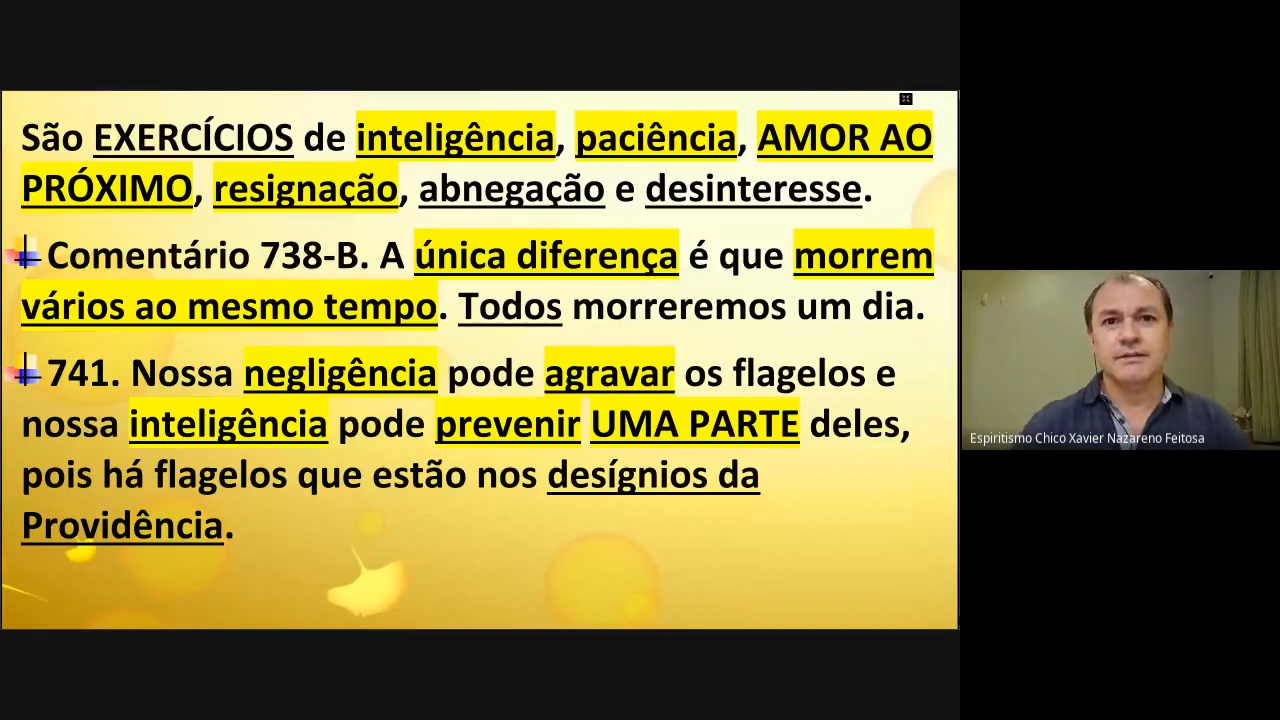 São EXERCÍCIOS de inteligência, paciência, AMOR AO
PRÓXIMO, resignação, abnegação e desinteresse.
Comentário 738-B. A única diferença é que morrem
vários ao mesmo tempo. Todos morreremos um dia.
741. Nossa negligência pode agravar os flagelos e
nossa inteligência pode prevenir UMA PARTE deles,
pois há flagelos que estão nos desígnios da
Providência.
Espiritismo Chico Xavier Nazareno Feitosa